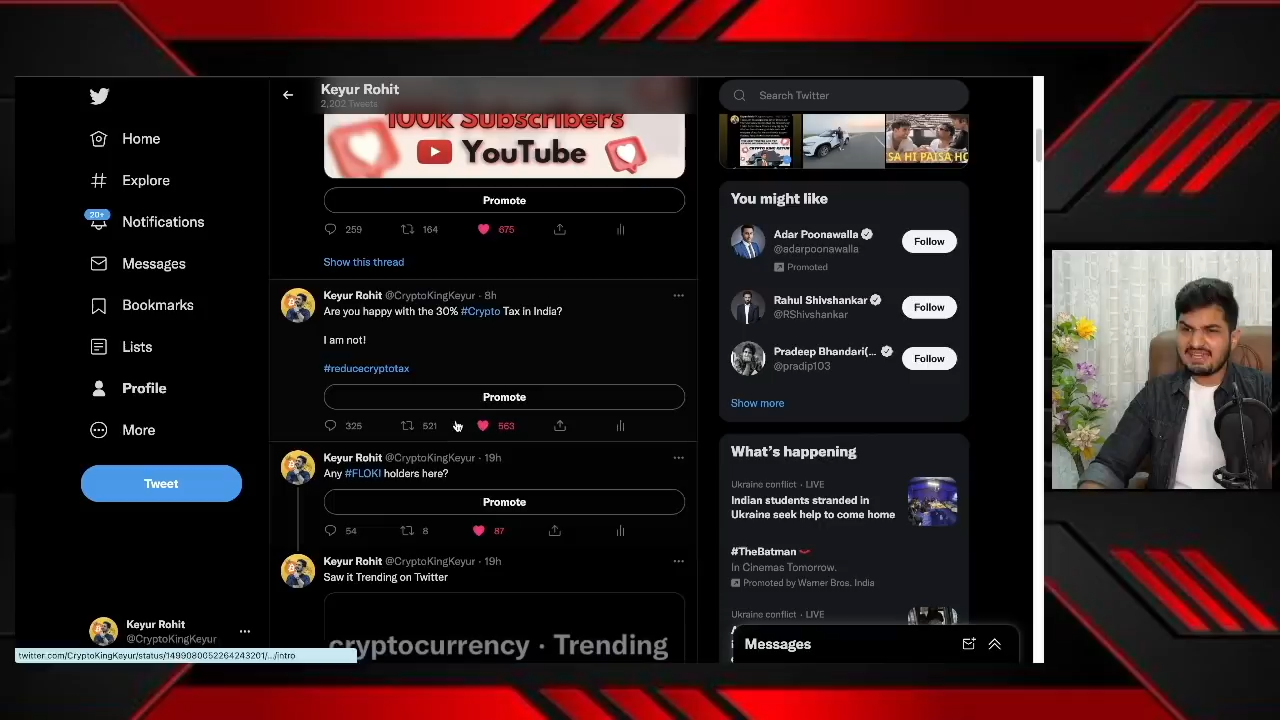 Home
Explore
20+
Notifications
Messages
Bookmarks
Lists
Profile
More
Tweet
Keyur Rohit
@CryptoKingKeyur
twitter.com/CryptoKingKeyur/status/1499080052264243201/.../intro
Keyur Rohit
2,202 Tweets
100k Subscribers
YouTube
Promote
259 164 675
Show this thread
Keyur Rohit @CryptoKingKeyur · 8h
Are you happy with the 30% #Crypto Tax in India?
I am not!
#reducecryptotax
Promote
325 521 563
Keyur Rohit @CryptoKingKeyur · 19h
Any #FLOKI holders here?
Promote
54 8 87
Keyur Rohit @CryptoKingKeyur · 19h
Saw it Trending on Twitter
cryptocurrency · Trending
Search Twitter
SA HI PAISA HO
You might like
Adar Poonawalla
@adarpoonawalla
Promoted
Follow
Rahul Shivshankar
@RShivshankar
Follow
Pradeep Bhandari(...
@pradip103
Follow
Show more
What's happening
Ukraine conflict · LIVE
Indian students stranded in
Ukraine seek help to come home
#TheBatman
In Cinemas Tomorrow.
Promoted by Warner Bros. India
Ukraine conflict · LIVE
Messages